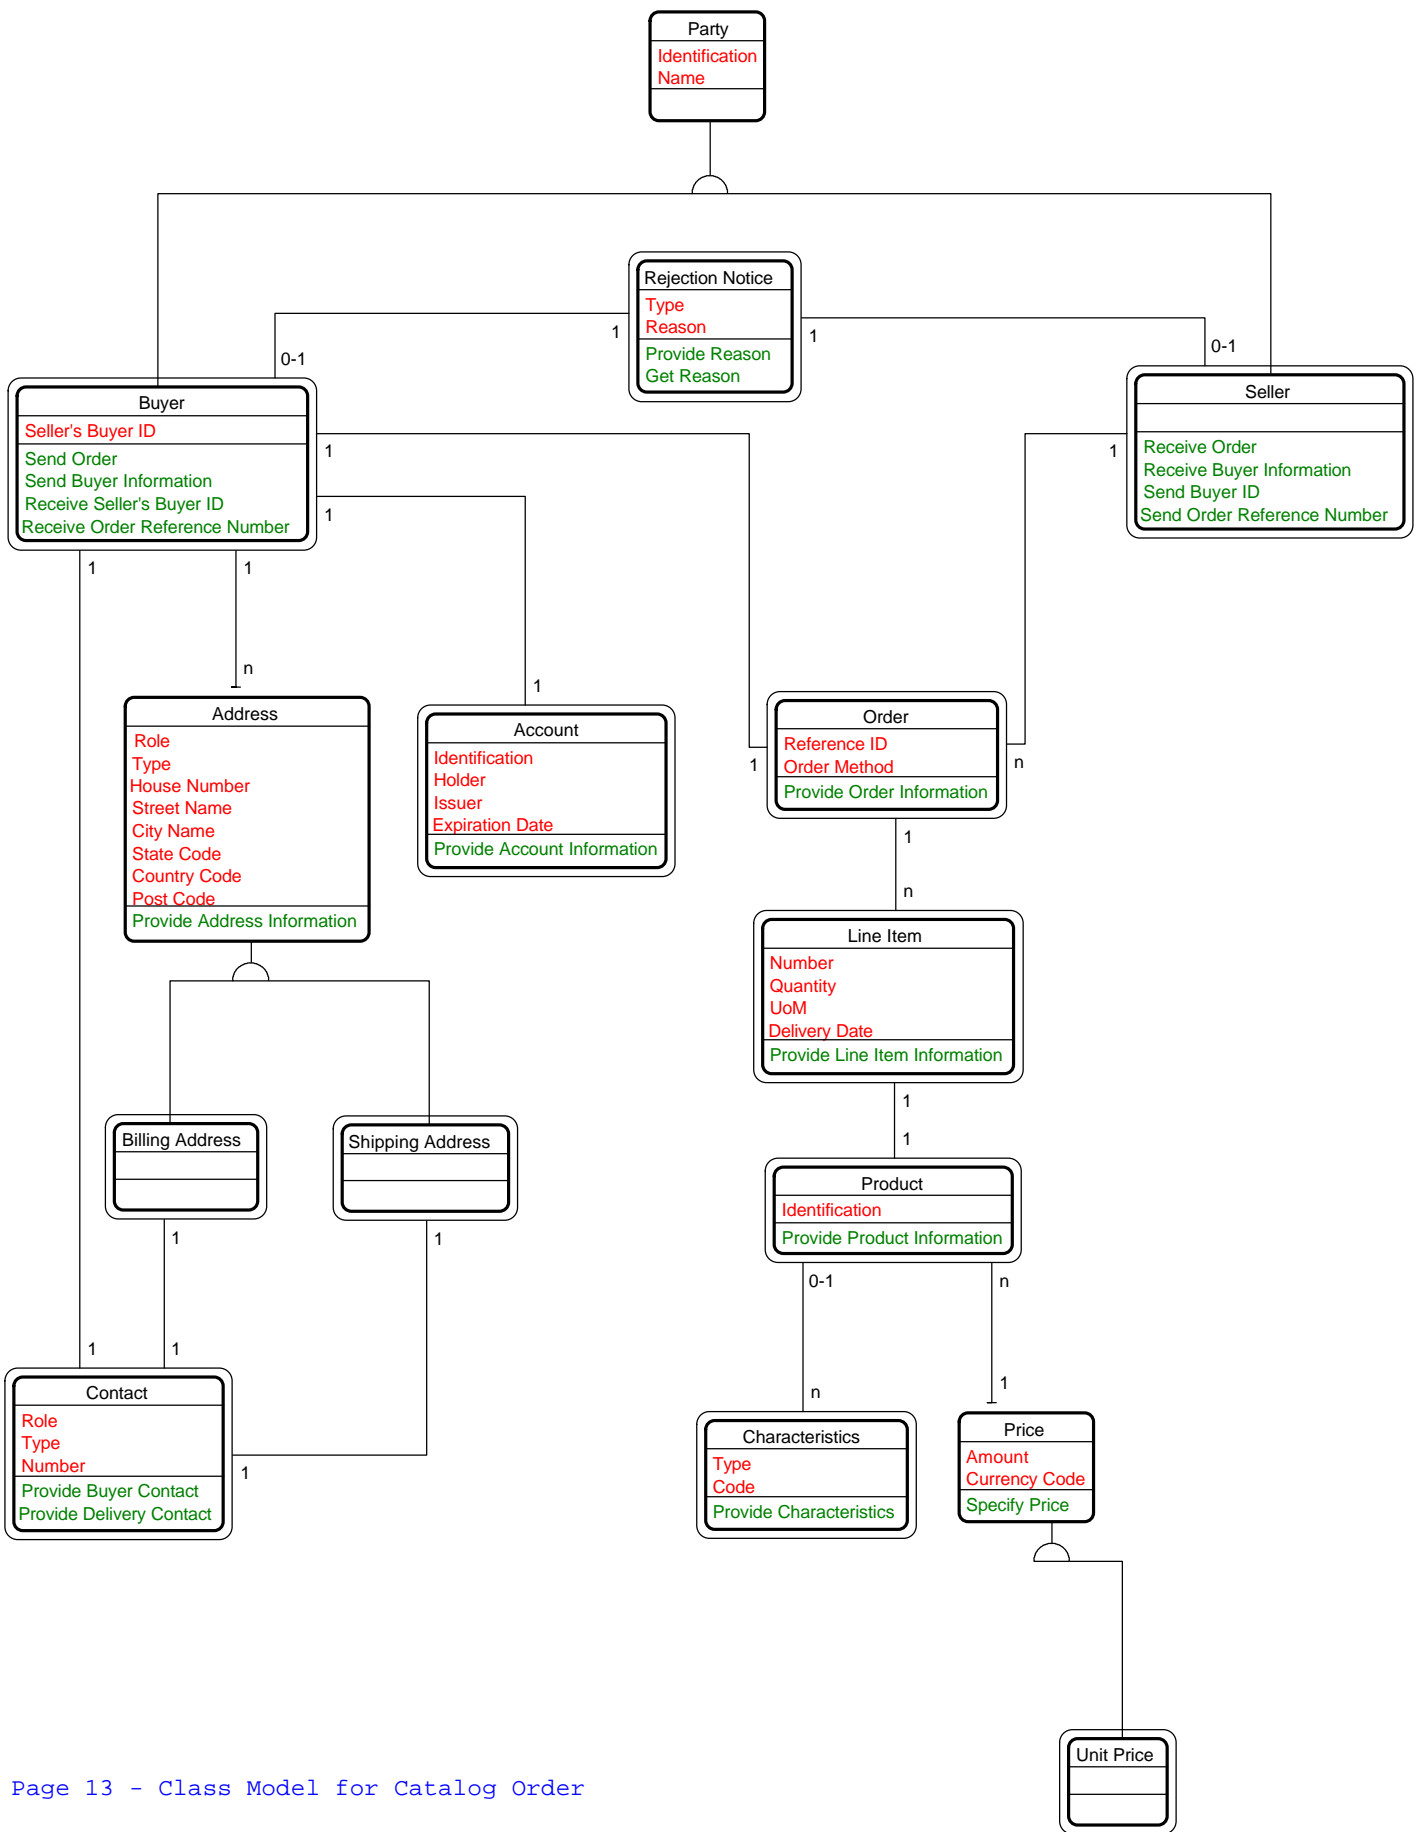 Party
Identification
Name
Rejection Notice
Type
Reason
Provide Reason
Get Reason
1
1
0-1
0-1
Buyer
Seller's Buyer ID
Send Order
Send Buyer Information
Receive Seller's Buyer ID
Receive Order Reference Number
1
1
1
1
Seller
Receive Order
Receive Buyer Information
Send Buyer ID
Send Order Reference Number
1
n
Address
Role
Type
House Number
Street Name
City Name
State Code
Country Code
Post Code
Provide Address Information
1
Account
Identification
Holder
Issuer
Expiration Date
Provide Account Information
1
n
Order
Reference ID
Order Method
Provide Order Information
1
n
Line Item
Number
Quantity
UoM
Delivery Date
Provide Line Item Information
1
1
Billing Address
Shipping Address
1
1
Product
Identification
Provide Product Information
0-1
n
1
1
1
Contact
Role
Type
Number
Provide Buyer Contact
Provide Delivery Contact
n
1
Characteristics
Type
Code
Provide Characteristics
Price
Amount
Currency Code
Specify Price
Unit Price
Page 13 - Class Model for Catalog Order